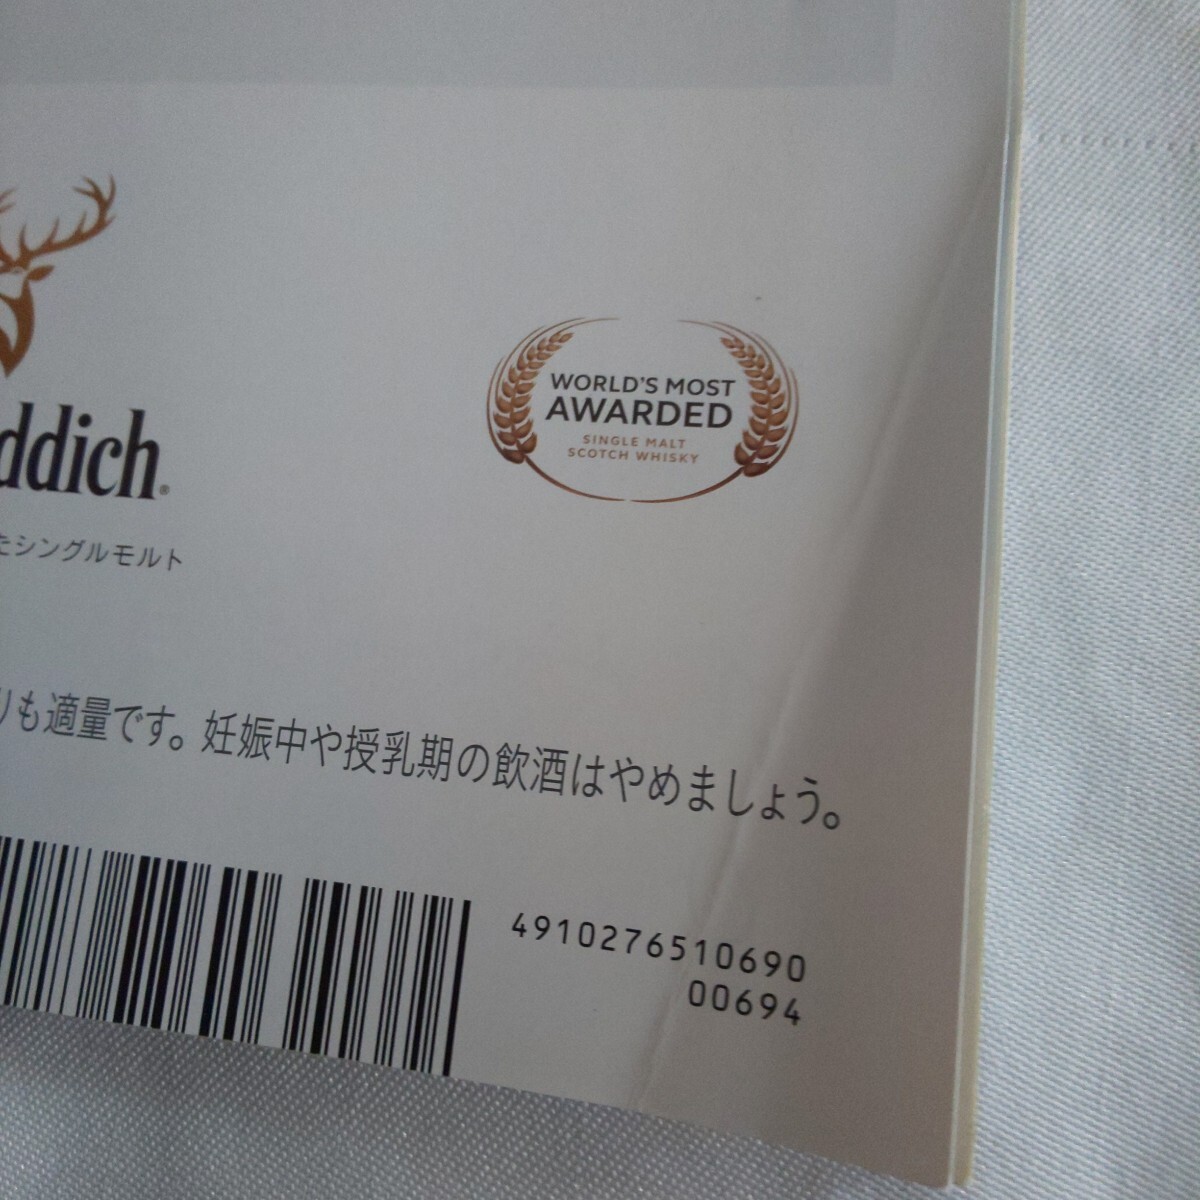 ddich®
たシングルモルト
WORLD'S MOST
AWARDED
SINGLE MALT
SCOTCH WHISKY
りも適量です。妊娠中や授乳期の飲酒はやめましょう。
4910276510690
00694